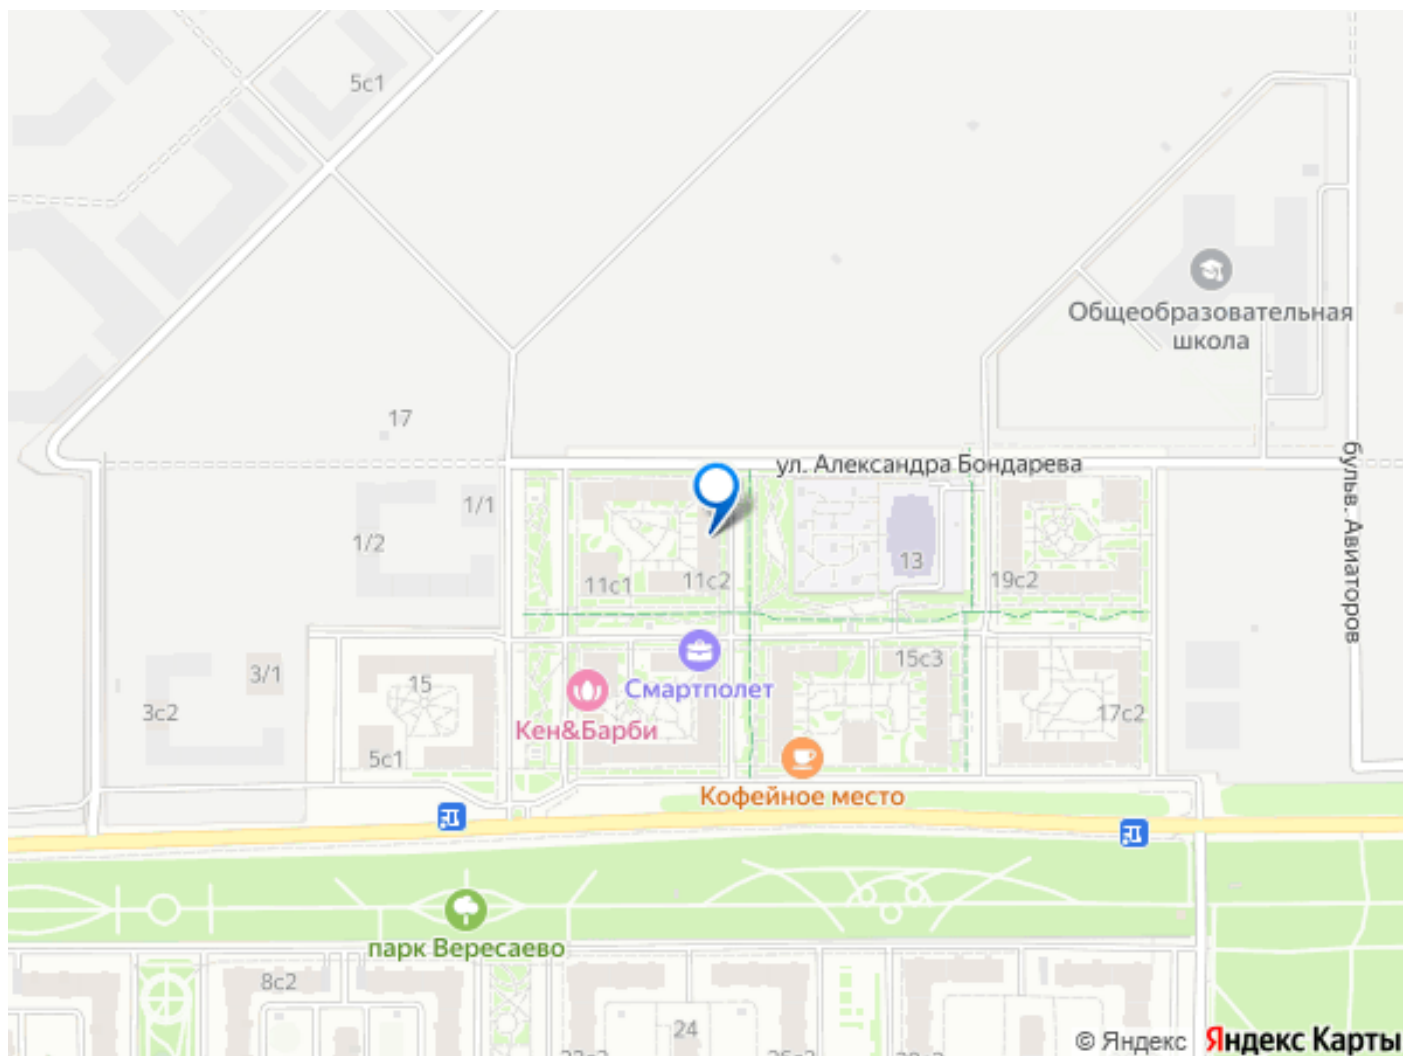 5с1
Общеобразовательная
школа
17
ул. Александра Бондарева
бульв. Авиаторов
1/1
1/2
11с1
11с2
13
19с2
3/1
15
15с3
Смартполет
3с2
Кен&Барби
17с2
5с1
Кофейное место
парк Вересаево
8с2
24
© Яндекс
Яндекс Карты